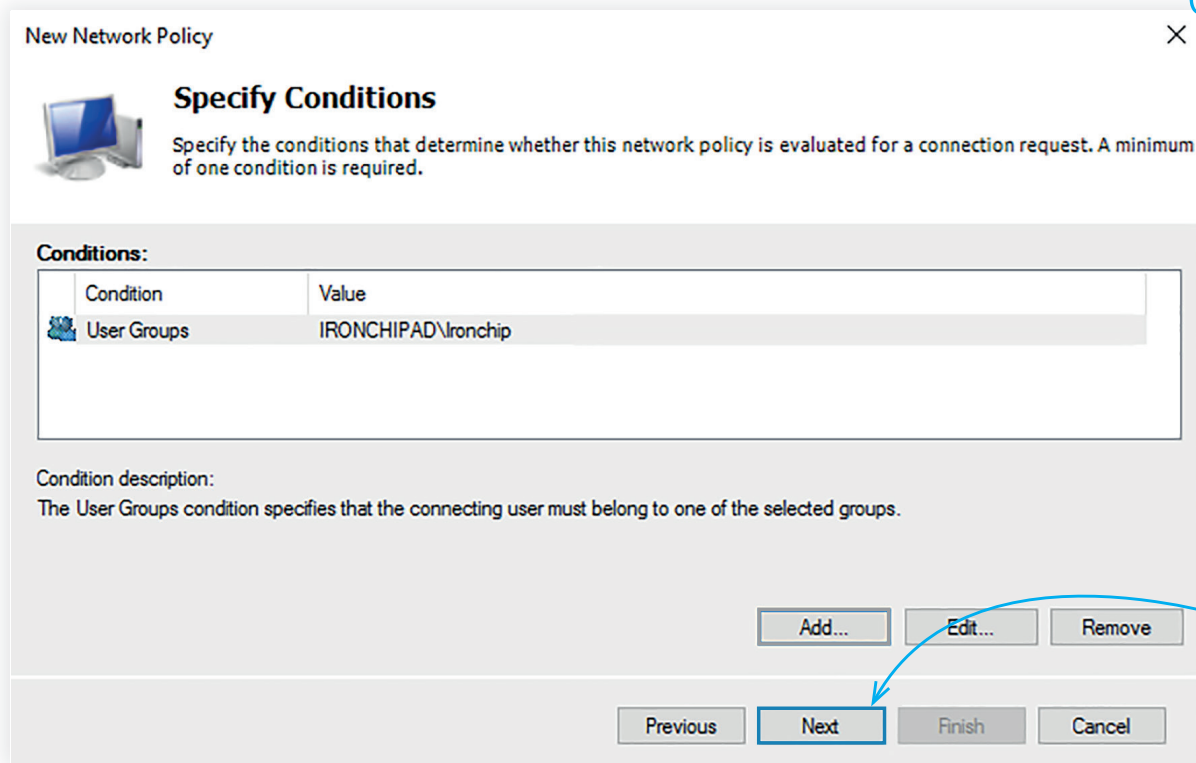 New Network Policy
Specify Conditions
Specify the conditions that determine whether this network policy is evaluated for a connection request. A minimum
of one condition is required.
Conditions:
Condition Value
User Groups IRONCHIPAD\Ironchip
Condition description:
The User Groups condition specifies that the connecting user must belong to one of the selected groups.
Add... Edit... Remove
Previous Next Finish Cancel